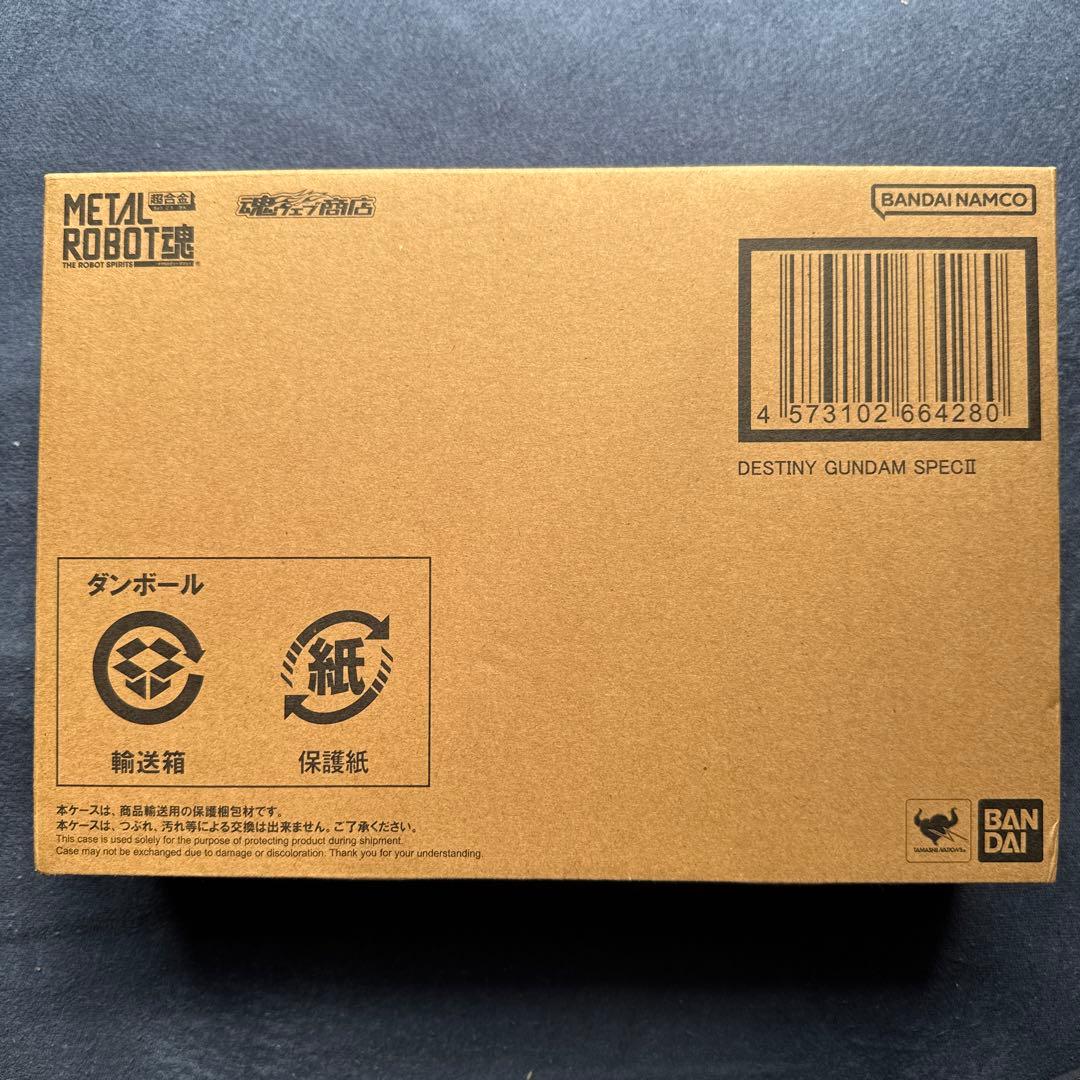 METAL 超合金
ROBOT魂
THE ROBOT SPIRITS
魂ウェブ商店
BANDAI NAMCO
4 573102 664280
DESTINY GUNDAM SPECⅡ
ダンボール
紙
輸送箱
保護紙
本ケースは、商品輸送用の保護梱包材です。
本ケースは、つぶれ、汚れ等による交換は出来ません。ご了承ください。
This case is used solely for the purpose of protecting product during shipment.
Case may not be exchanged due to damage or discoloration. Thank you for your understanding.
TAMASHII NATIONS
BAN
DAI